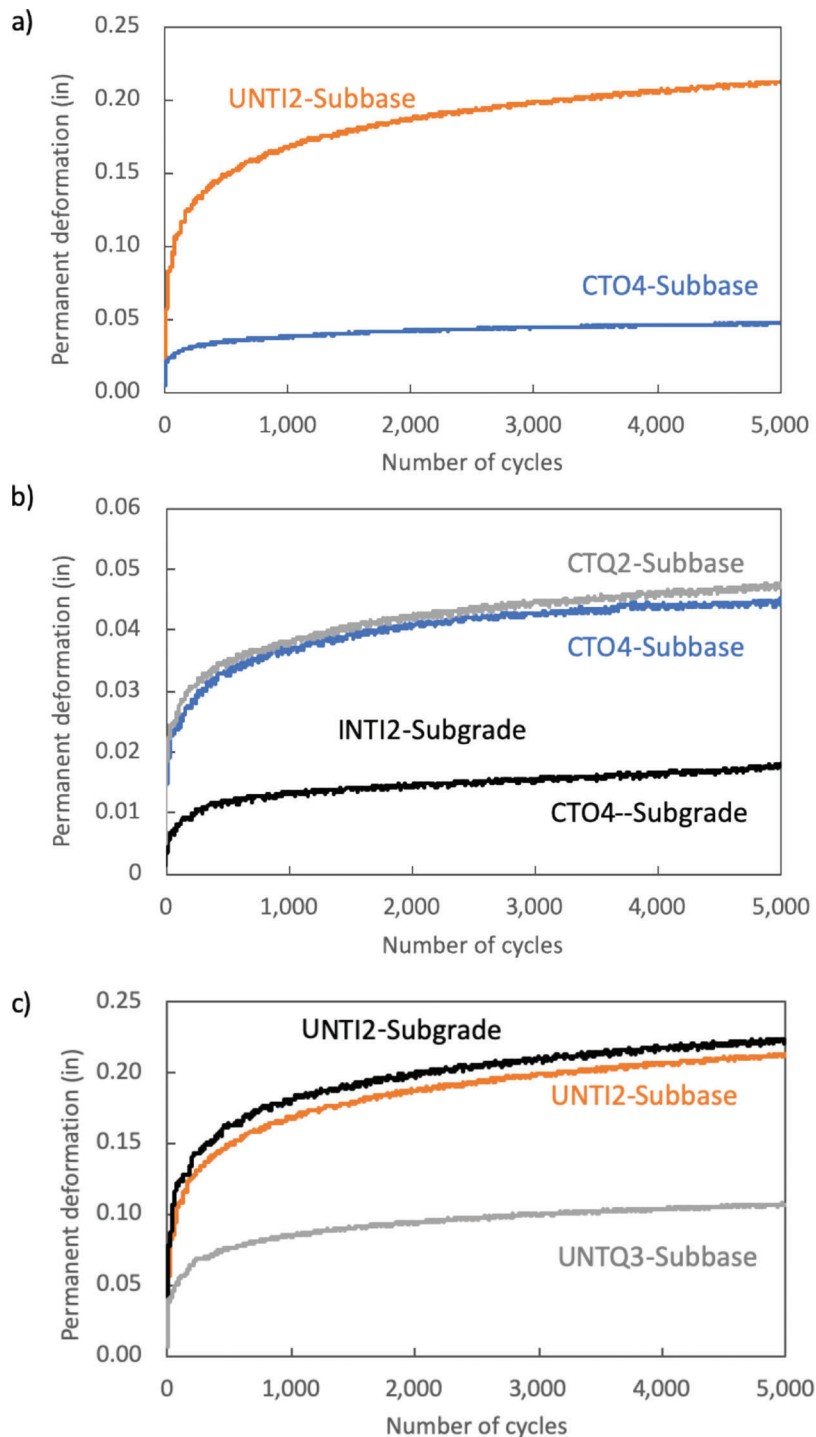 a)
0.25
0.20
0.15
0.10
0.05
0.00
Permanent deformation (in)
UNTI2-Subbase
CTO4-Subbase
0 1,000 2,000 3,000 4,000 5,000
Number of cycles
b)
0.06
0.05
0.04
0.03
0.02
0.01
0
Permanent deformation (in)
CTQ2-Subbase
CTO4-Subbase
INTI2-Subgrade
CTO4--Subgrade
0 1,000 2,000 3,000 4,000 5,000
Number of cycles
c)
0.25
0.20
0.15
0.10
0.05
0.00
Permanent deformation (in)
UNTI2-Subgrade
UNTI2-Subbase
UNTQ3-Subbase
0 1,000 2,000 3,000 4,000 5,000
Number of cycles